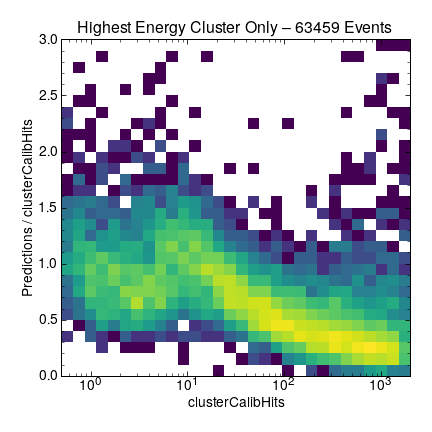 Highest Energy Cluster Only – 63459 Events
3.0
2.5
2.0
1.5
1.0
0.5
0.0
Predictions / clusterCalibHits
10⁰ 10¹ 10² 10³
clusterCalibHits